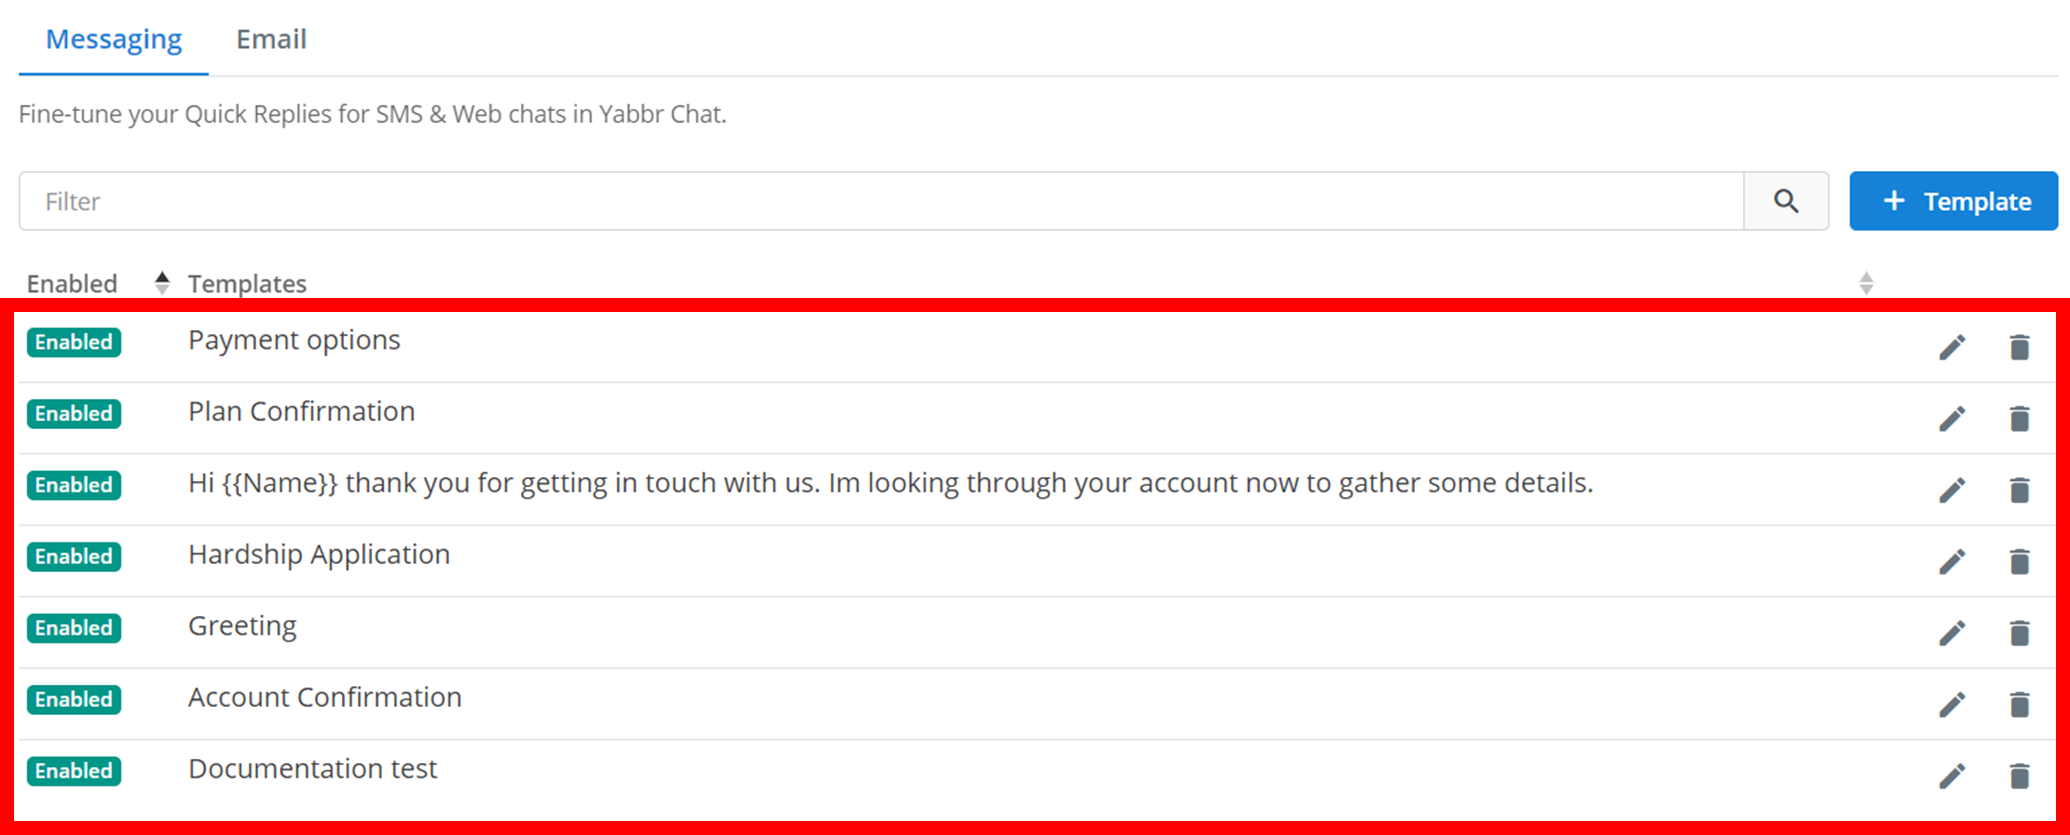 Messaging Email
Fine-tune your Quick Replies for SMS & Web chats in Yabbr Chat.
Filter + Template
Enabled Templates
Enabled Payment options
Enabled Plan Confirmation
Enabled Hi {{Name}} thank you for getting in touch with us. Im looking through your account now to gather some details.
Enabled Hardship Application
Enabled Greeting
Enabled Account Confirmation
Enabled Documentation test